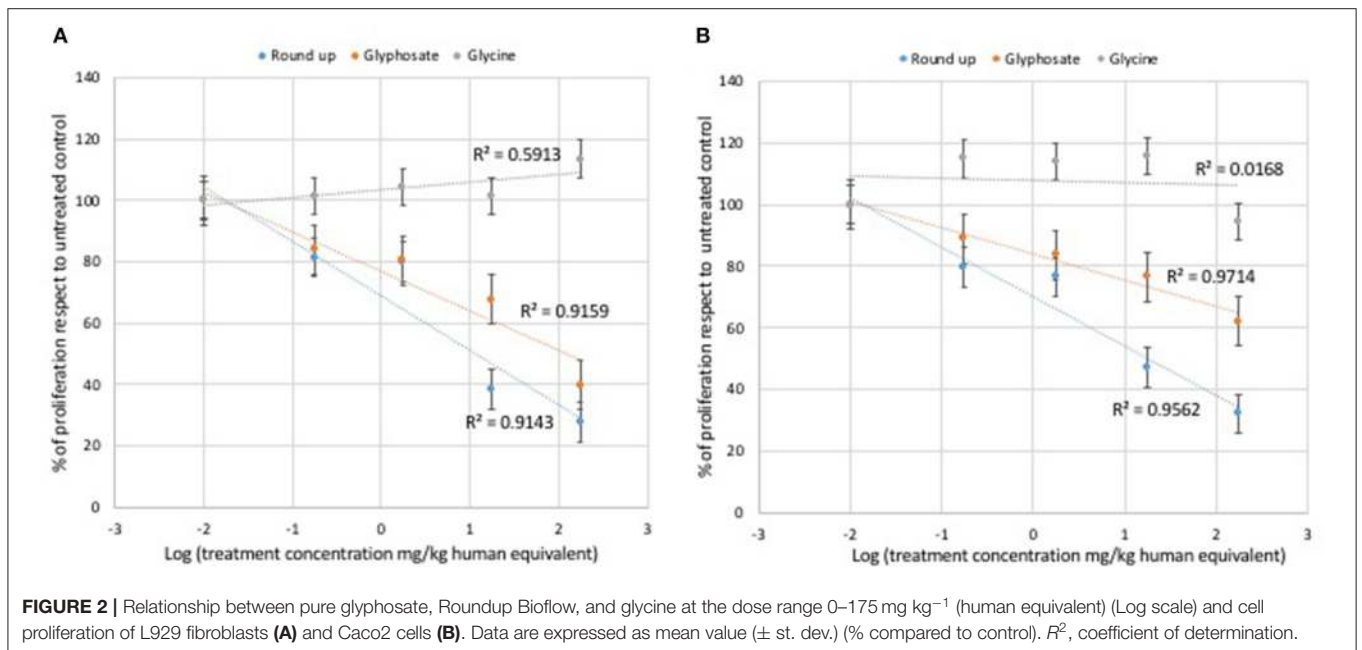 A
Round up Glyphosate Glycine
140
120
100
80
60
40
20
0
-3 -2 -1 0 1 2 3
% of proliferation respect to untreated control
Log (treatment concentration mg/kg human equivalent)
R² = 0.5913
R² = 0.9159
R² = 0.9143
B
Round up Glyphosate Glycine
140
120
100
80
60
40
20
0
-3 -2 -1 0 1 2 3
% of proliferation respect to untreated control
Log (treatment concentration mg/kg human equivalent)
R² = 0.0168
R² = 0.9714
R² = 0.9562
FIGURE 2 | Relationship between pure glyphosate, Roundup Bioflow, and glycine at the dose range 0–175 mg kg⁻¹ (human equivalent) (Log scale) and cell
proliferation of L929 fibroblasts (A) and Caco2 cells (B). Data are expressed as mean value (± st. dev.) (% compared to control). R², coefficient of determination.